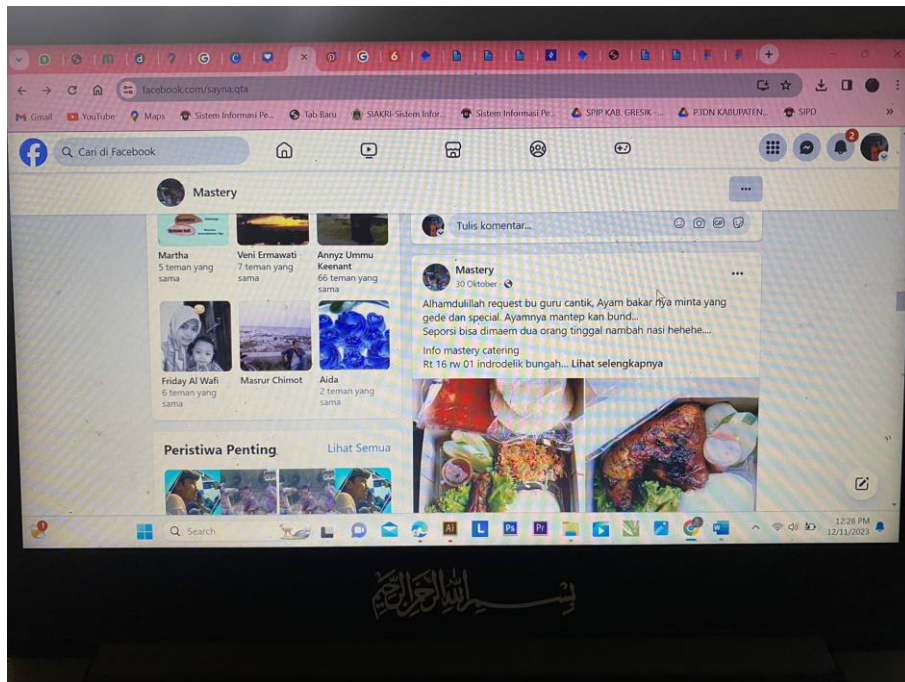 facebook.com/sayna.qta
Gmail
YouTube
Maps
Sistem Informasi Pe...
Tab Baru
SIAKRI-Sistem Infor...
Sistem Informasi Pe...
SPIP KAB. GRESIK -...
PJDN KABUPATEN...
SIPD
Cari di Facebook
2
Mastery
Martha
5 teman yang
sama
Veni Ermawati
7 teman yang
sama
Annyz Ummu
Keenant
66 teman yang
sama
Friday Al Wafi
6 teman yang
sama
Masrur Chimot
Aida
2 teman yang
sama
Peristiwa Penting
Lihat Semua
Tulis komentar...
GIF
Mastery
30 Oktober
Alhamdulillah request bu guru cantik, Ayam bakar nya minta yang
gede dan special. Ayamnya mantep kan bund...
Seporsi bisa dimaem dua orang tinggal nambah nasi hehehe....
Info mastery catering
Rt 16 rw 01 indrodelik bungah... Lihat selengkapnya
Search
Ai
L
Ps
Pr
12:28 PM
12/11/2023
بسم الله الرحمن الرحيم